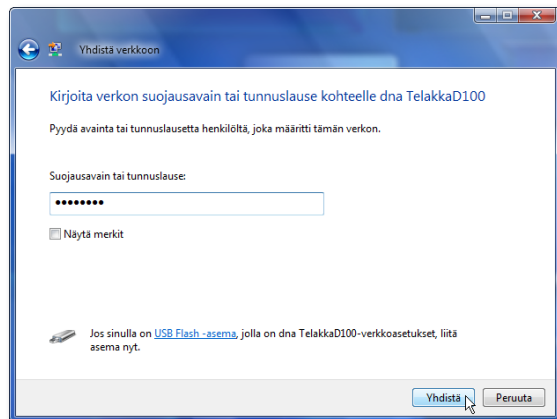 Yhdistä verkkoon
Kirjoita verkon suojausavain tai tunnuslause kohteelle dna TelakkaD100
Pyydä avainta tai tunnuslausetta henkilöltä, joka määritti tämän verkon.
Suojausavain tai tunnuslause:
••••••••
Näytä merkit
Jos sinulla on USB Flash -asema, jolla on dna TelakkaD100-verkkoasetukset, liitä
asema nyt.
Yhdistä Peruuta